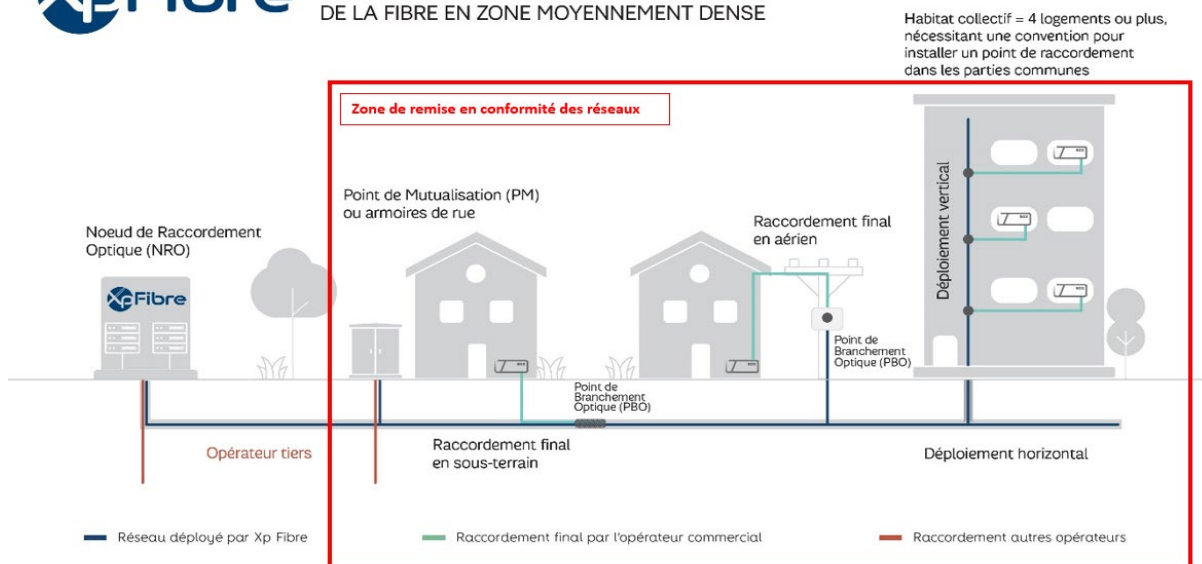 XpFibre
DE LA FIBRE EN ZONE MOYENNEMENT DENSE
Habitat collectif = 4 logements ou plus,
nécessitant une convention pour
installer un point de raccordement
dans les parties communes
Zone de remise en conformité des réseaux
Point de Mutualisation (PM)
ou armoires de rue
Noeud de Raccordement
Optique (NRO)
XpFibre
Raccordement final
en aérien
Déploiement vertical
Point de
Branchement
Optique (PBO)
Point de
Branchement
Optique (PBO)
Opérateur tiers
Raccordement final
en sous-terrain
Déploiement horizontal
Réseau déployé par Xp Fibre
Raccordement final par l'opérateur commercial
Raccordement autres opérateurs